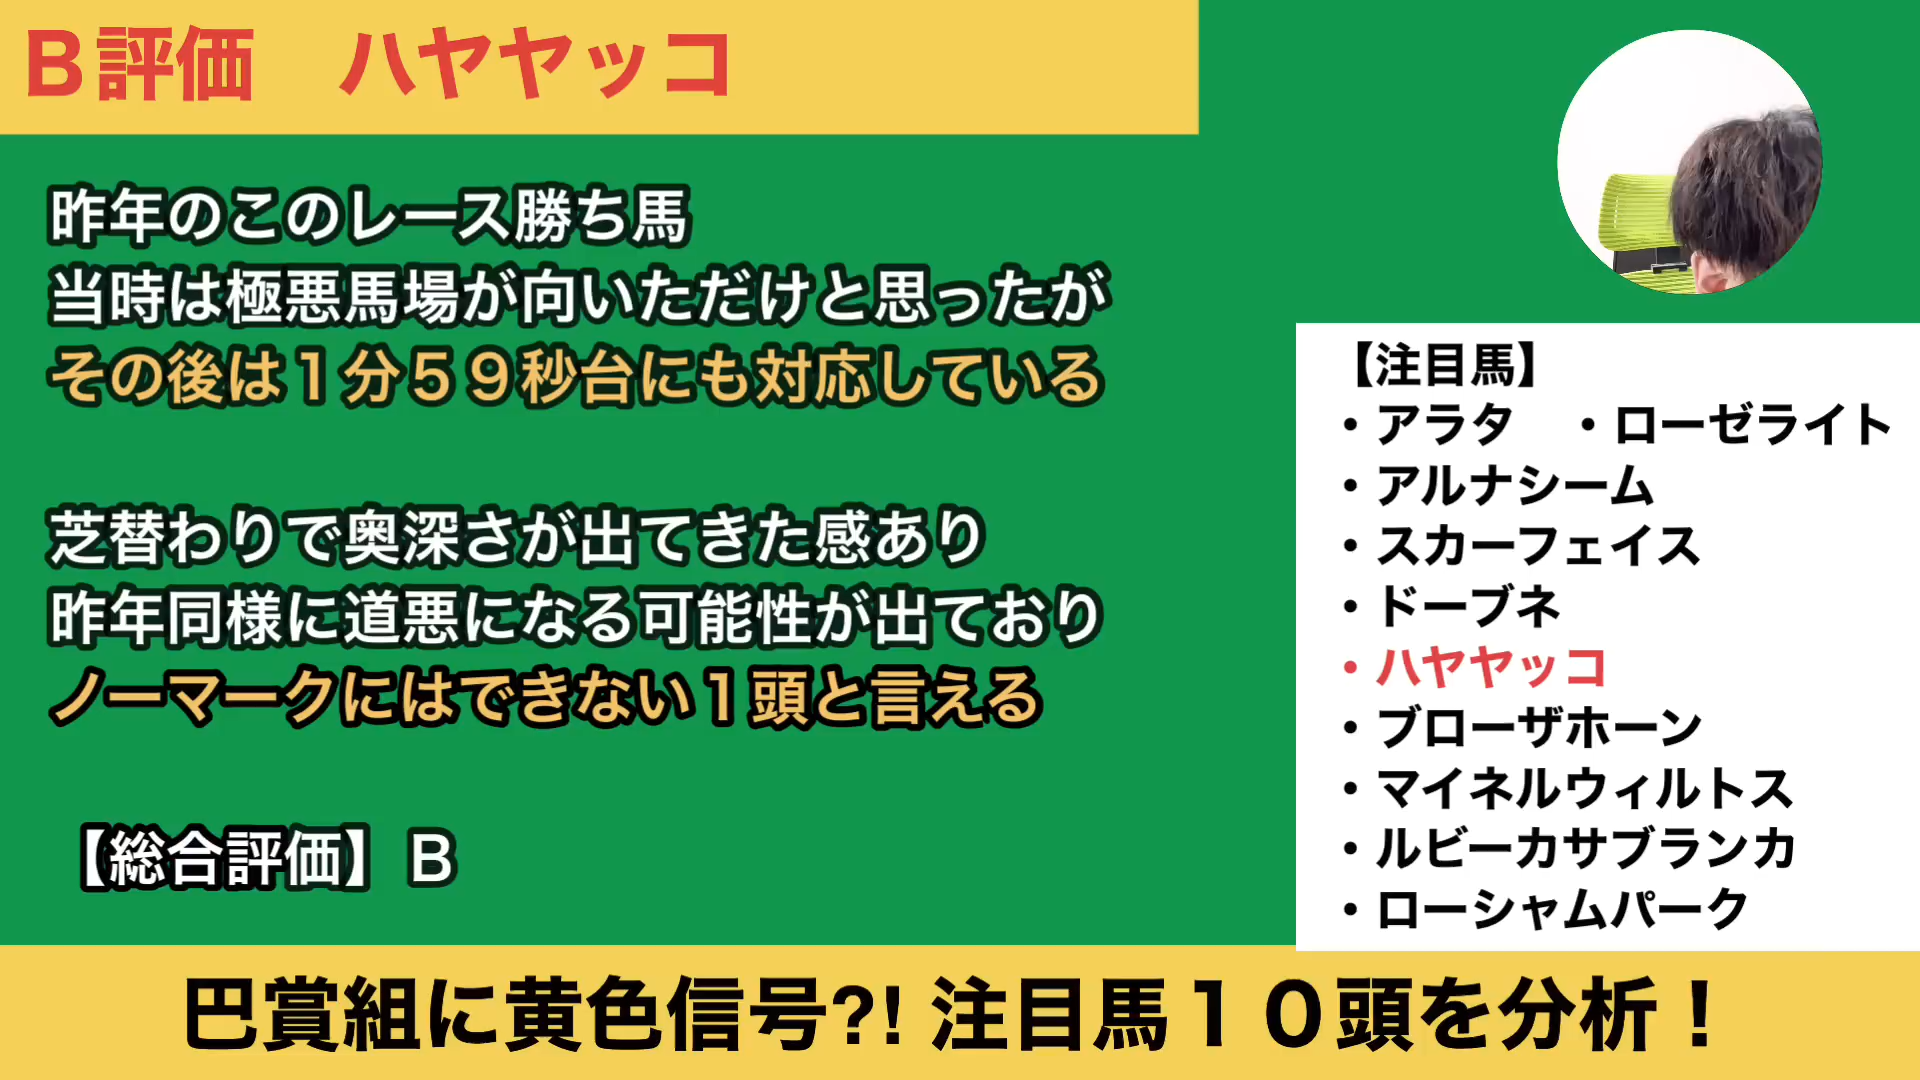 B評価　ハヤヤッコ
昨年のこのレース勝ち馬
当時は極悪馬場が向いただけと思ったが
その後は１分５９秒台にも対応している
芝替わりで奥深さが出てきた感あり
昨年同様に道悪になる可能性が出ており
ノーマークにはできない１頭と言える
【総合評価】B
【注目馬】
・アラタ　・ローゼライト
・アルナシーム
・スカーフェイス
・ドーブネ
・ハヤヤッコ
・ブローザホーン
・マイネルウィルトス
・ルビーカサブランカ
・ローシャムパーク
巴賞組に黄色信号?! 注目馬１０頭を分析！